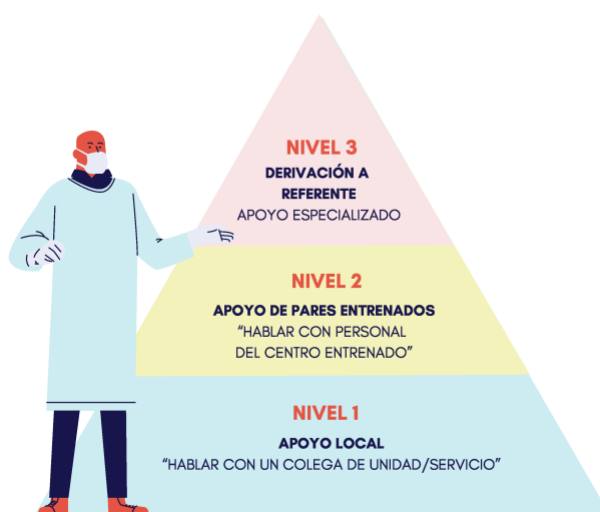 NIVEL 3
DERIVACIÓN A
REFERENTE
APOYO ESPECIALIZADO
NIVEL 2
APOYO DE PARES ENTRENADOS
“HABLAR CON PERSONAL
DEL CENTRO ENTRENADO”
NIVEL 1
APOYO LOCAL
“HABLAR CON UN COLEGA DE UNIDAD/SERVICIO”